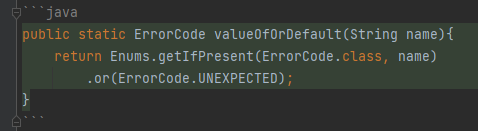 ```java
public static ErrorCode valueOfOrDefault(String name){
    return Enums.getIfPresent(ErrorCode.class, name)
        .or(ErrorCode.UNEXPECTED);
}
```